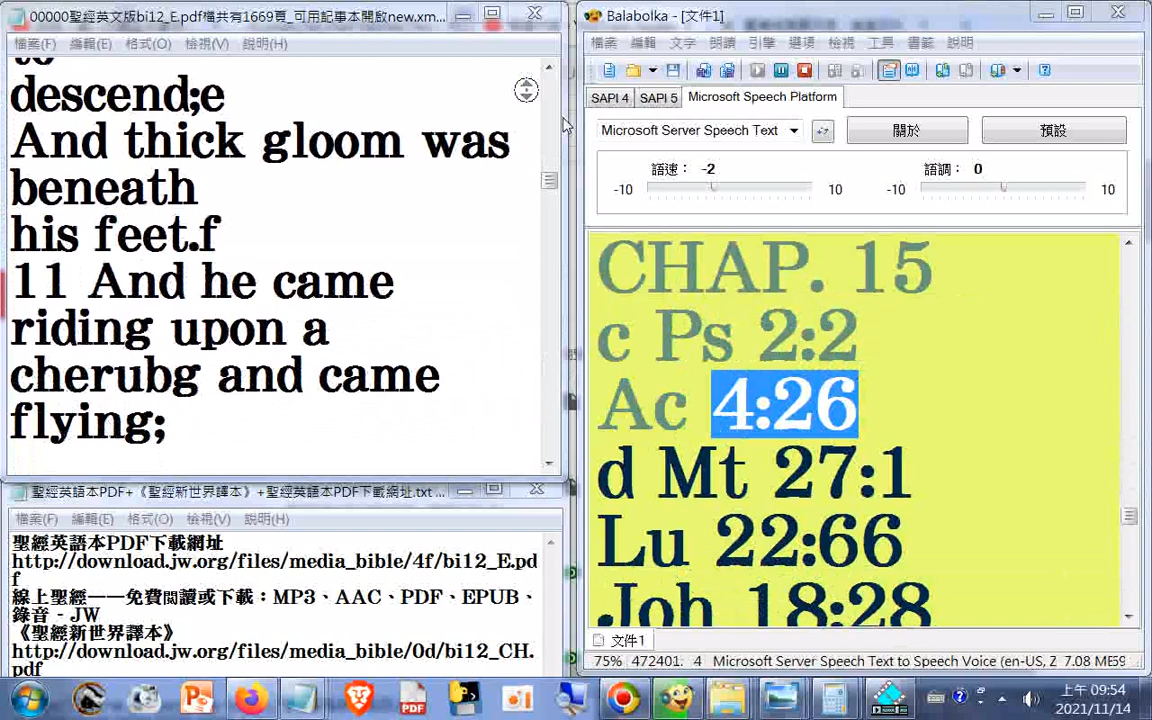 00000聖經英文版bi12_E.pdf檔共有1669頁_可用記事本開啟new.xm...
檔案(F) 編輯(E) 格式(O) 檢視(V) 說明(H)
to
descend;e
And thick gloom was
beneath
his feet.f
11 And he came
riding upon a
cherubg and came
flying;
聖經英語本PDF+《聖經新世界譯本》+聖經英語本PDF下載網址.txt ...
檔案(F) 編輯(E) 格式(O) 檢視(V) 說明(H)
聖經英語本PDF下載網址
http://download.jw.org/files/media_bible/4f/bi12_E.pd
f
線上聖經——免費閱讀或下載：MP3、AAC、PDF、EPUB、
錄音 - JW
《聖經新世界譯本》
http://download.jw.org/files/media_bible/0d/bi12_CH.
pdf
Balabolka - [文件1]
檔案 編輯 文字 朗讀 引擎 選項 檢視 工具 書籤 說明
SAPI 4 SAPI 5 Microsoft Speech Platform
Microsoft Server Speech Text 關於 預設
語速： -2 語調： 0
-10 10 -10 10
CHAP. 15
c Ps 2:2
Ac 4:26
d Mt 27:1
Lu 22:66
Joh 18:28
文件1
75% 472401. 4 Microsoft Server Speech Text to Speech Voice (en-US, Z 7.08 ME59
上午 09:54
2021/11/14